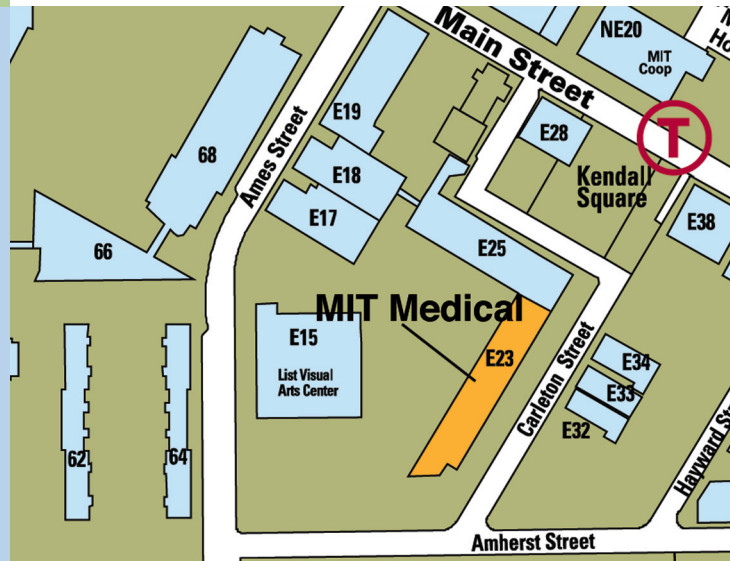 Main Street
NE20
MIT
Coop
T
E19
E28
68
Ames Street
E18
Kendall
Square
E17
E38
66
E25
MIT Medical
E15
E23
List Visual
Arts Center
Carleton Street
E34
E33
E32
Hayward
62
64
Amherst Street